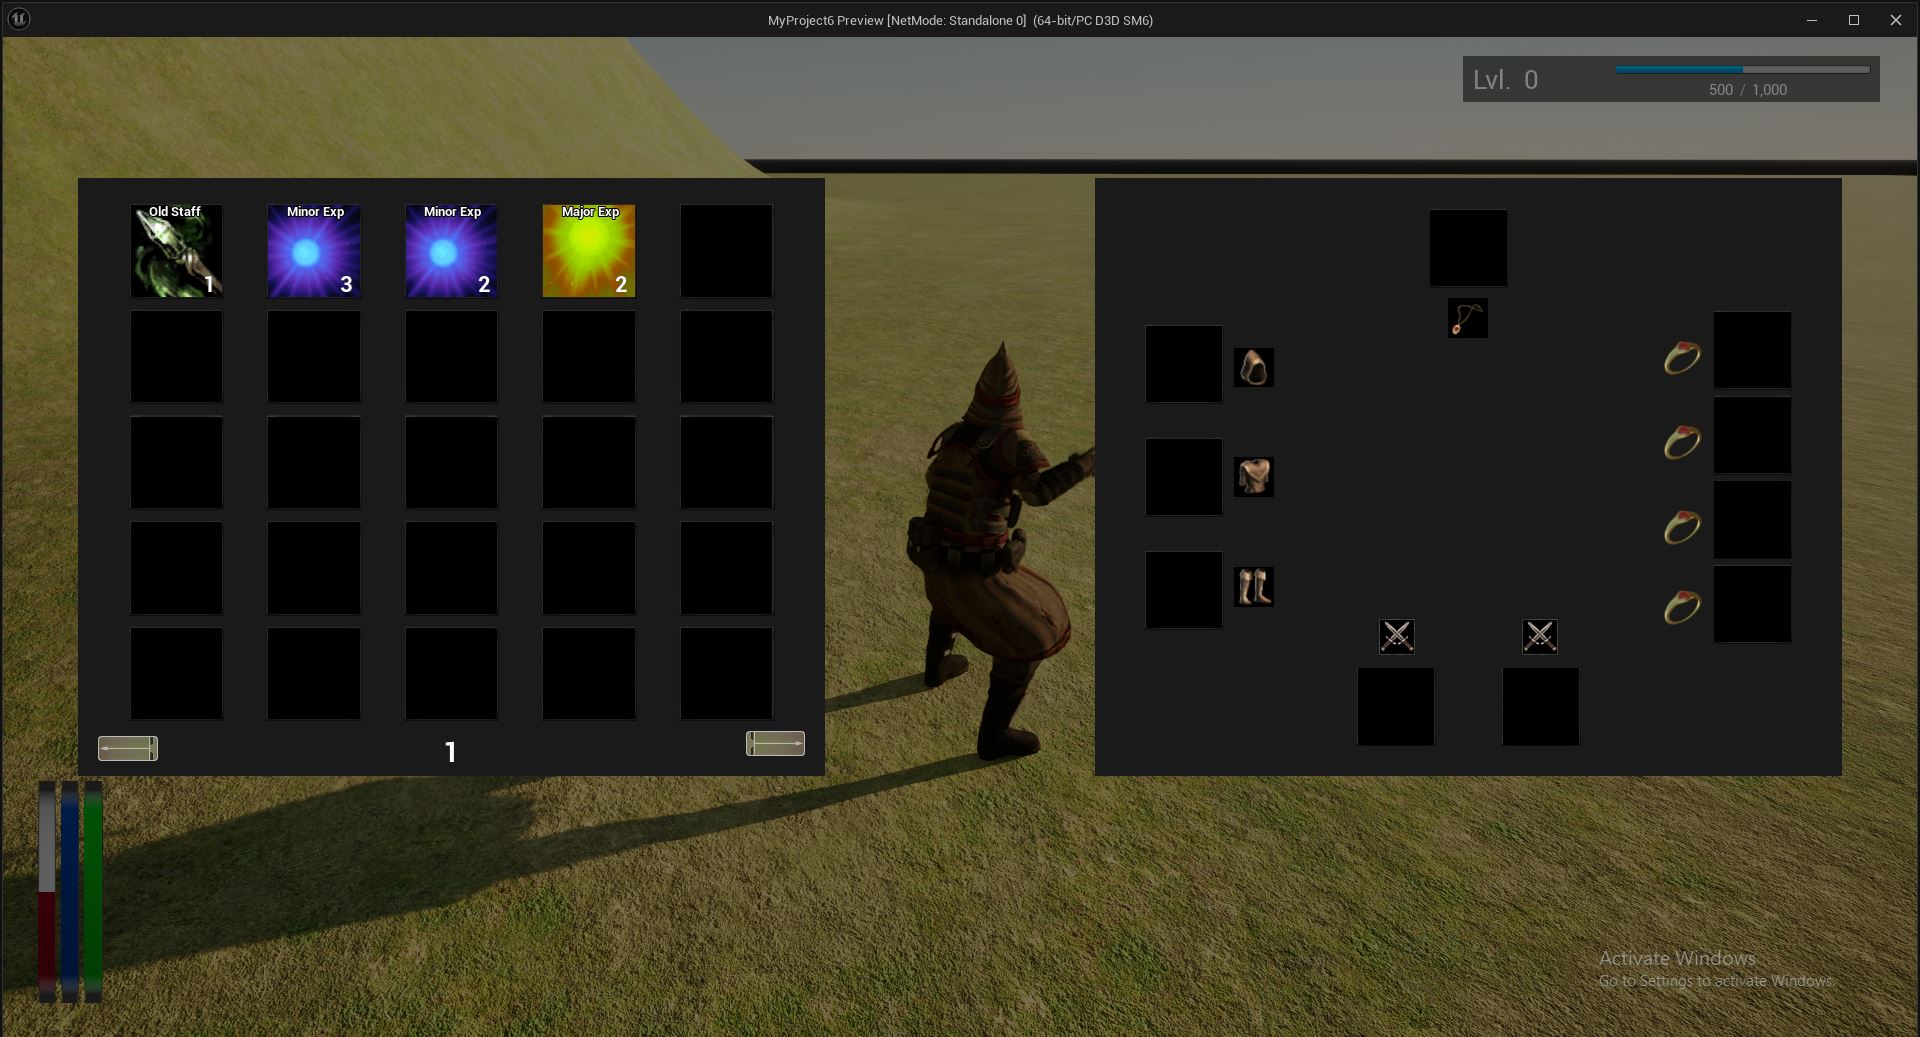 MyProject6 Preview [NetMode: Standalone 0] (64-bit/PC D3D SM6)
Lvl. 0
500 / 1,000
Old Staff
Minor Exp
Minor Exp
Major Exp
1
3
2
2
1
Activate Windows
Go to Settings to activate Windows.